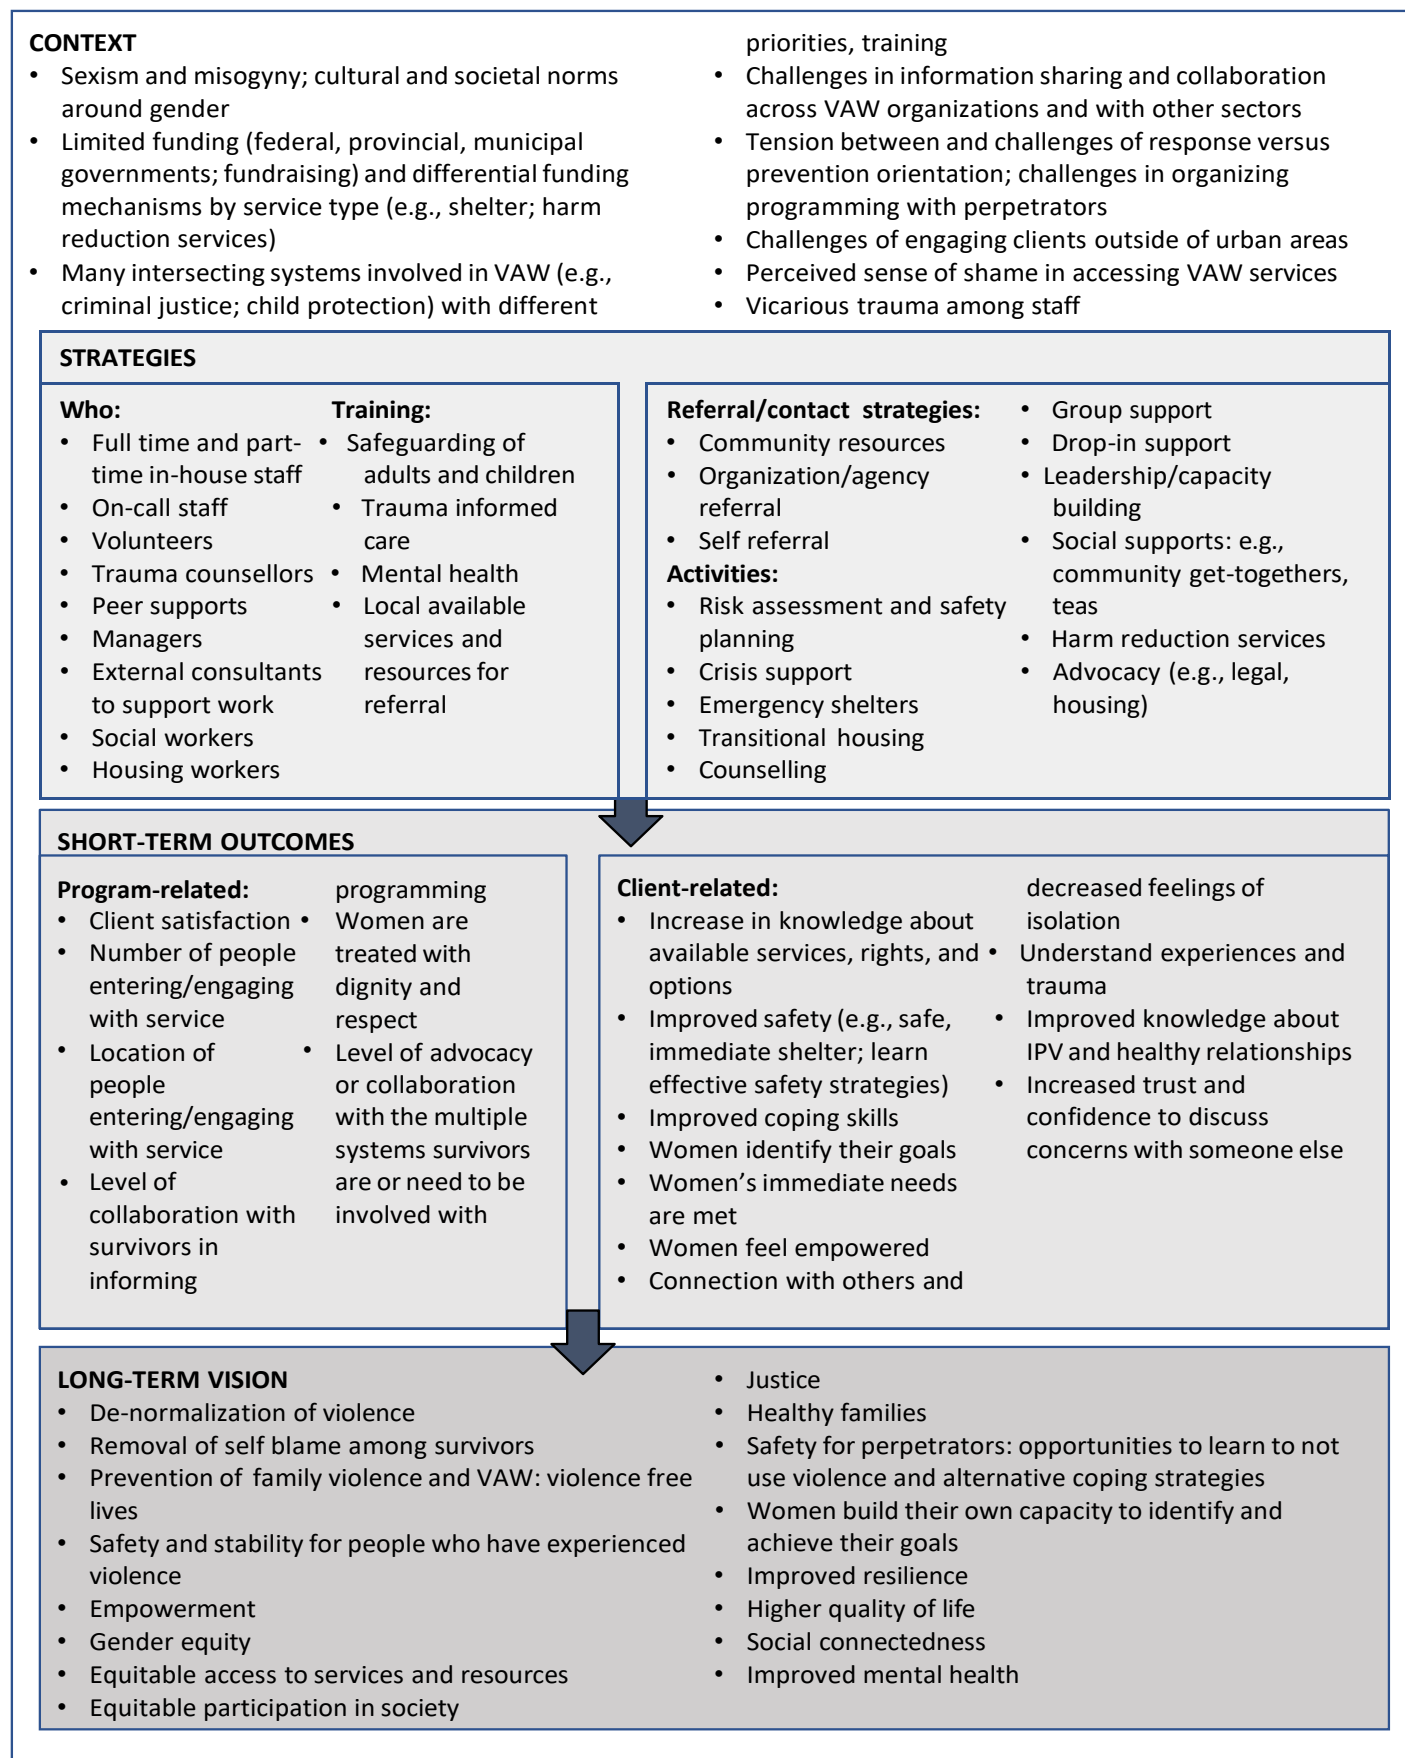 CONTEXT
• Sexism and misogyny; cultural and societal norms
around gender
• Limited funding (federal, provincial, municipal
governments; fundraising) and differential funding
mechanisms by service type (e.g., shelter; harm
reduction services)
• Many intersecting systems involved in VAW (e.g.,
criminal justice; child protection) with different
priorities, training
• Challenges in information sharing and collaboration
across VAW organizations and with other sectors
• Tension between and challenges of response versus
prevention orientation; challenges in organizing
programming with perpetrators
• Challenges of engaging clients outside of urban areas
• Perceived sense of shame in accessing VAW services
• Vicarious trauma among staff
STRATEGIES
Who:
• Full time and part-
time in-house staff
• On-call staff
• Volunteers
• Trauma counsellors
• Peer supports
• Managers
• External consultants
to support work
• Social workers
• Housing workers
Training:
• Safeguarding of
adults and children
• Trauma informed
care
• Mental health
• Local available
services and
resources for
referral
Referral/contact strategies:
• Community resources
• Organization/agency
referral
• Self referral
Activities:
• Risk assessment and safety
planning
• Crisis support
• Emergency shelters
• Transitional housing
• Counselling
• Group support
• Drop-in support
• Leadership/capacity
building
• Social supports: e.g.,
community get-togethers,
teas
• Harm reduction services
• Advocacy (e.g., legal,
housing)
SHORT-TERM OUTCOMES
Program-related:
• Client satisfaction
• Number of people
entering/engaging
with service
• Location of
people
entering/engaging
with service
• Level of
collaboration with
survivors in
informing
programming
• Women are
treated with
dignity and
respect
• Level of advocacy
or collaboration
with the multiple
systems survivors
are or need to be
involved with
Client-related:
• Increase in knowledge about
available services, rights, and
options
• Improved safety (e.g., safe,
immediate shelter; learn
effective safety strategies)
• Improved coping skills
• Women identify their goals
• Women’s immediate needs
are met
• Women feel empowered
• Connection with others and
decreased feelings of
isolation
• Understand experiences and
trauma
• Improved knowledge about
IPV and healthy relationships
• Increased trust and
confidence to discuss
concerns with someone else
LONG-TERM VISION
• De-normalization of violence
• Removal of self blame among survivors
• Prevention of family violence and VAW: violence free
lives
• Safety and stability for people who have experienced
violence
• Empowerment
• Gender equity
• Equitable access to services and resources
• Equitable participation in society
• Justice
• Healthy families
• Safety for perpetrators: opportunities to learn to not
use violence and alternative coping strategies
• Women build their own capacity to identify and
achieve their goals
• Improved resilience
• Higher quality of life
• Social connectedness
• Improved mental health